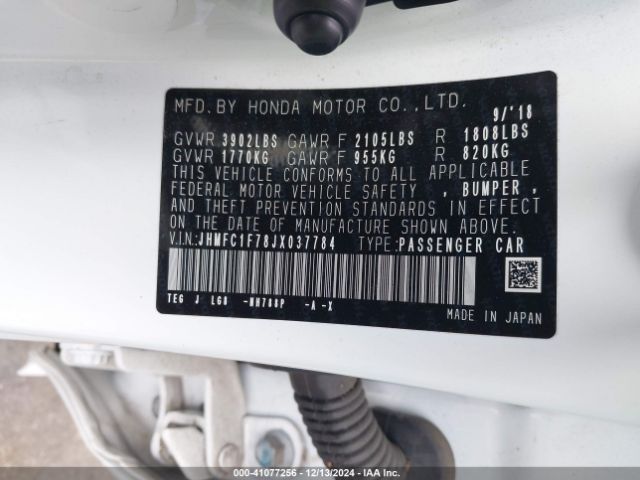 MFD.BY HONDA MOTOR CO.,LTD. 9/'18
GVWR 3902LBS GAWR F 2105LBS R 1808LBS
GVWR 1770KG GAWR F 955KG R 820KG
THIS VEHICLE CONFORMS TO ALL APPLICABLE
FEDERAL MOTOR VEHICLE SAFETY , BUMPER ,
AND THEFT PREVENTION STANDARDS IN EFFECT
ON THE DATE OF MANUFACTURE SHOWN ABOVE.
V.IN:JHMFC1F78JX037784 TYPE:PASSENGER CAR
TEG J LG0 -NH788P -A -X
MADE IN JAPAN
000-41077256 - 12/13/2024 - IAA Inc.